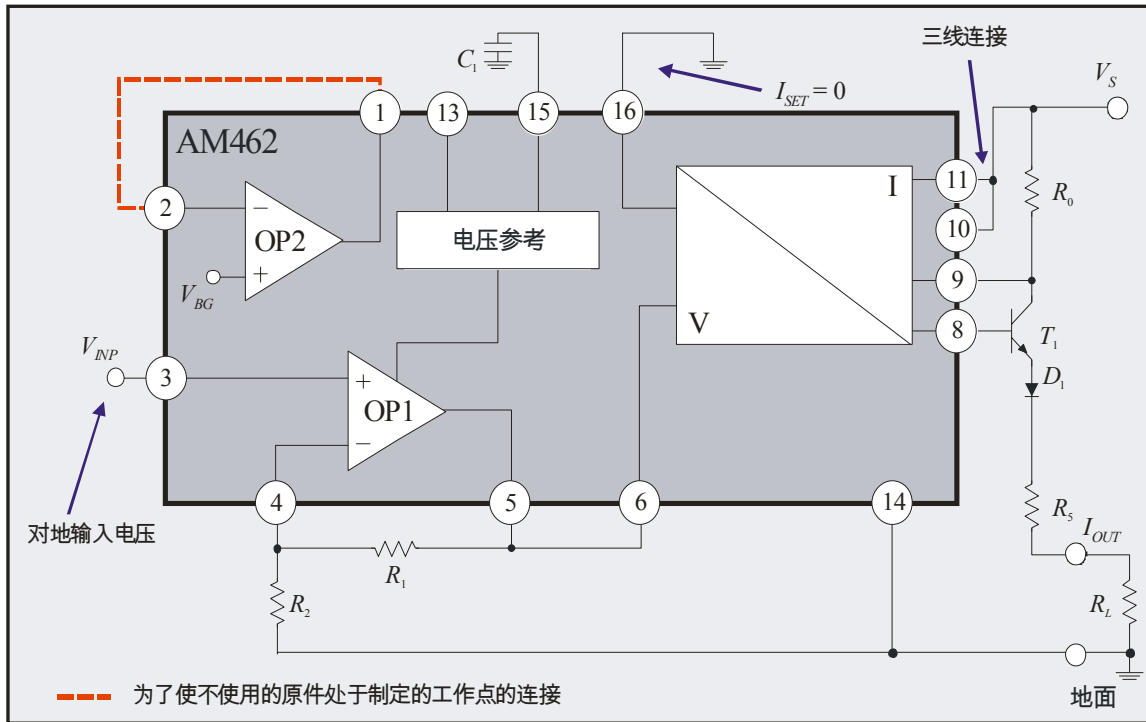 三线连接
C1
ISET = 0
VS
1
13
15
16
AM462
2
OP2
VBG
电压参考
I
V
11
10
9
8
R0
T1
D1
VINP
3
OP1
4
5
6
14
对地输入电压
R1
R2
R5
IOUT
RL
为了使不使用的原件处于制定的工作点的连接
地面